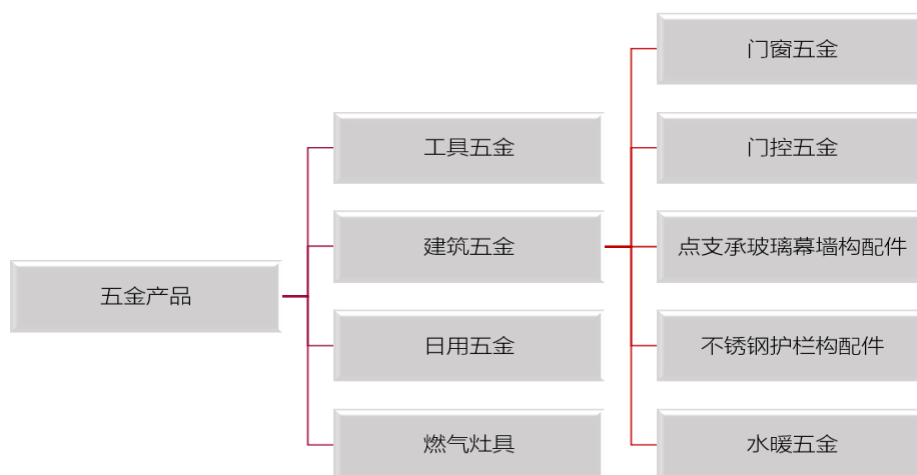 五金产品
工具五金
建筑五金
日用五金
燃气灶具
门窗五金
门控五金
点支承玻璃幕墙构配件
不锈钢护栏构配件
水暖五金